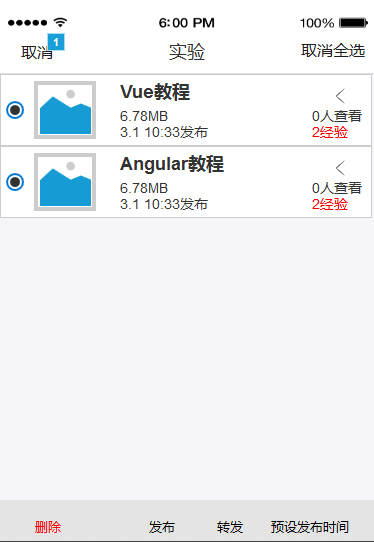 6:00 PM 100%
取消 1 实验 取消全选
Vue教程
6.78MB 0人查看
3.1 10:33发布 2经验
Angular教程
6.78MB 0人查看
3.1 10:33发布 2经验
删除 发布 转发 预设发布时间